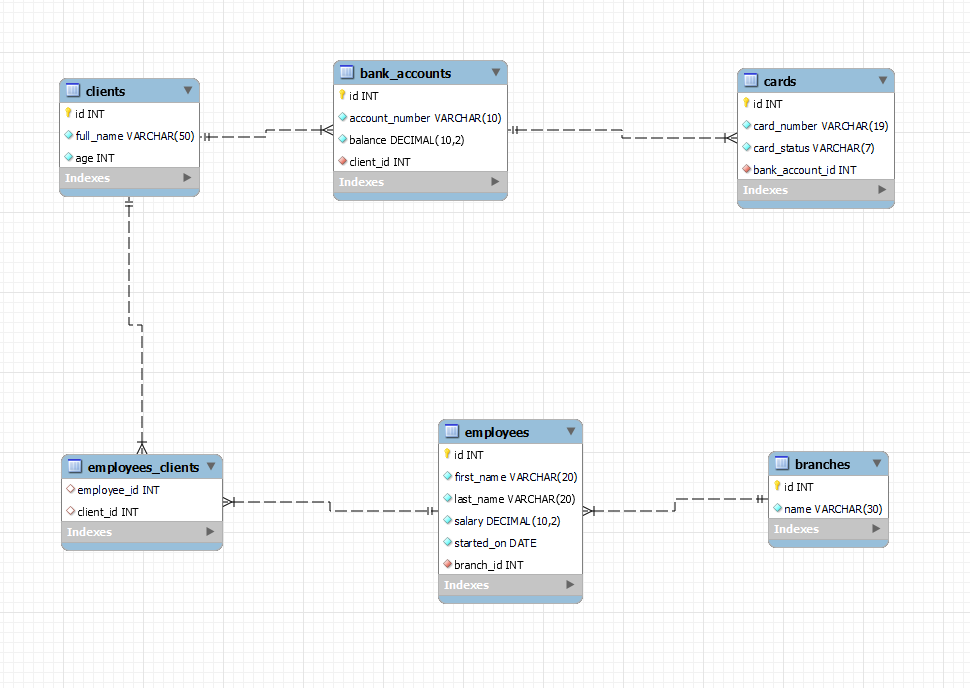 clients
id INT
full_name VARCHAR(50)
age INT
Indexes
bank_accounts
id INT
account_number VARCHAR(10)
balance DECIMAL(10,2)
client_id INT
Indexes
cards
id INT
card_number VARCHAR(19)
card_status VARCHAR(7)
bank_account_id INT
Indexes
employees_clients
employee_id INT
client_id INT
Indexes
employees
id INT
first_name VARCHAR(20)
last_name VARCHAR(20)
salary DECIMAL(10,2)
started_on DATE
branch_id INT
Indexes
branches
id INT
name VARCHAR(30)
Indexes